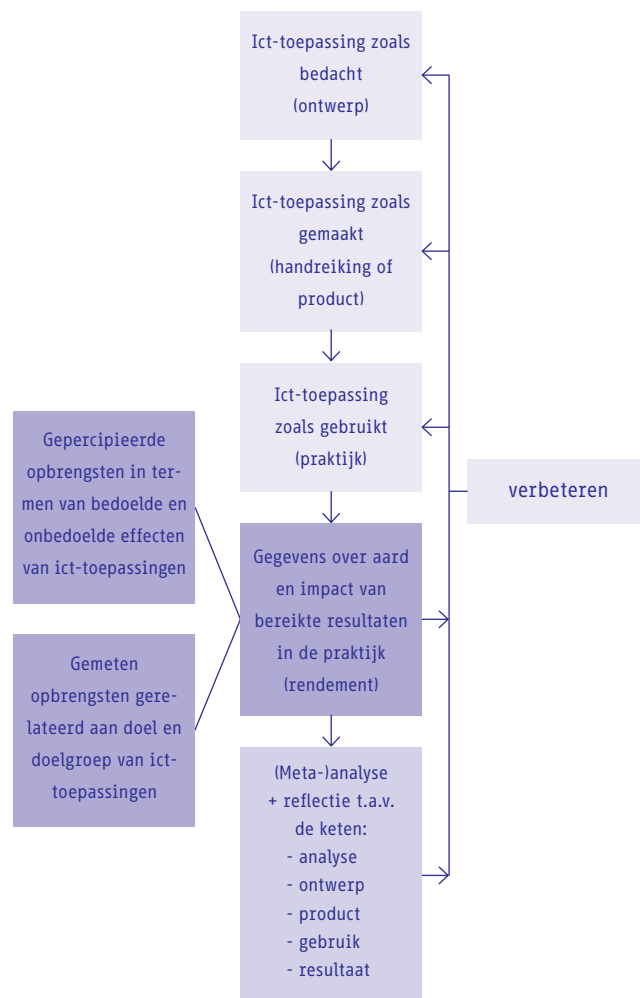 Ict-toepassing zoals
bedacht
(ontwerp)
Ict-toepassing zoals
gemaakt
(handreiking of
product)
Ict-toepassing
zoals gebruikt
(praktijk)
Gepercipieerde
opbrengsten in ter-
men van bedoelde en
onbedoelde effecten
van ict-toepassingen
verbeteren
Gegevens over aard
en impact van
bereikte resultaten
in de praktijk
(rendement)
Gemeten
opbrengsten gere-
lateerd aan doel en
doelgroep van ict-
toepassingen
(Meta-)analyse
+ reflectie t.a.v.
de keten:
- analyse
- ontwerp
- product
- gebruik
- resultaat